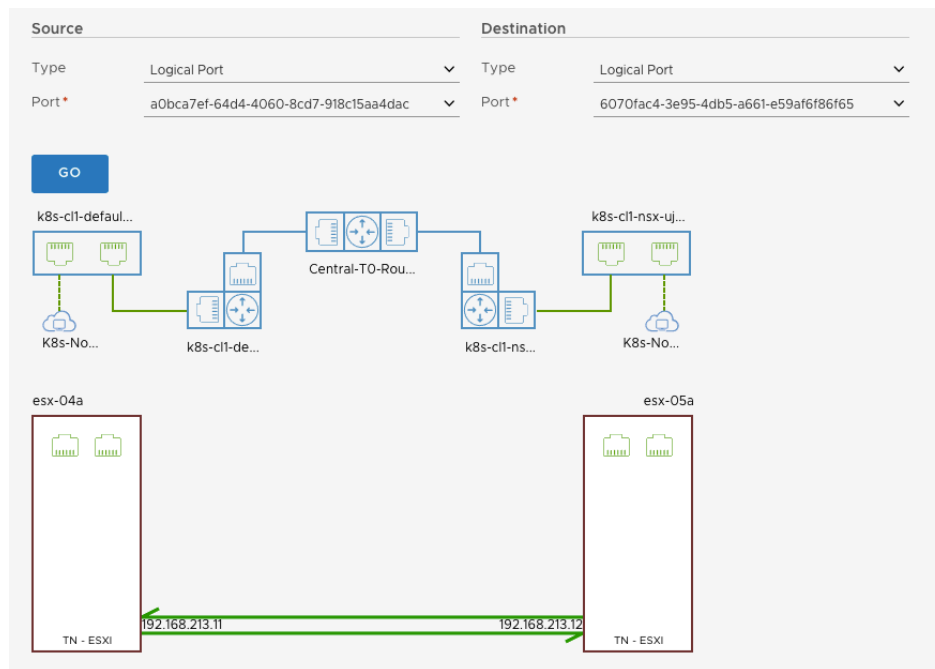 Source
Destination
Type
Logical Port
Type
Logical Port
Port*
a0bca7ef-64d4-4060-8cd7-918c15aa4dac
Port*
6070fac4-3e95-4db5-a661-e59af6f86f65
GO
k8s-cl1-defaul...
k8s-cl1-nsx-uj...
Central-T0-Rou...
K8s-No...
k8s-cl1-de...
k8s-cl1-ns...
K8s-No...
esx-04a
esx-05a
192.168.213.11
192.168.213.12
TN - ESXI
TN - ESXI